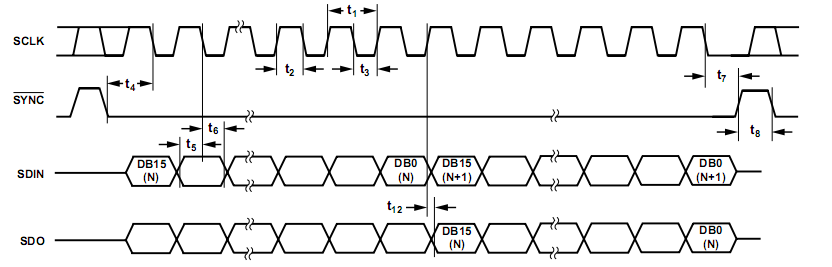 t1
SCLK
t2
t3
t7
t4
SYNC
t6
t8
t5
SDIN
DB15
(N)
DB0
(N)
DB15
(N+1)
DB0
(N+1)
t12
SDO
DB15
(N)
DB0
(N)